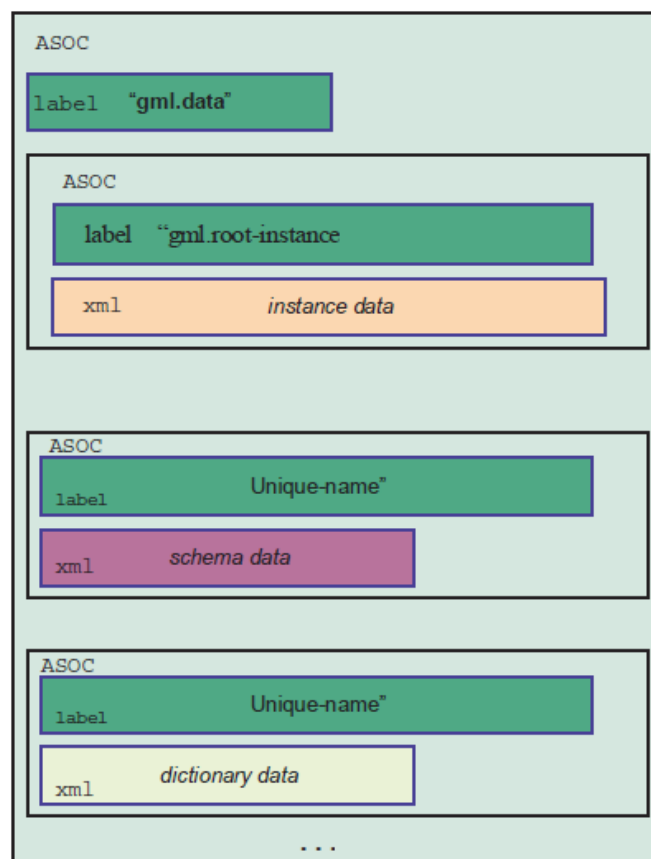 ASOC
label “gml.data”
ASOC
label “gml.root-instance
xml instance data
ASOC
label Unique-name”
xml schema data
ASOC
label Unique-name”
xml dictionary data
...